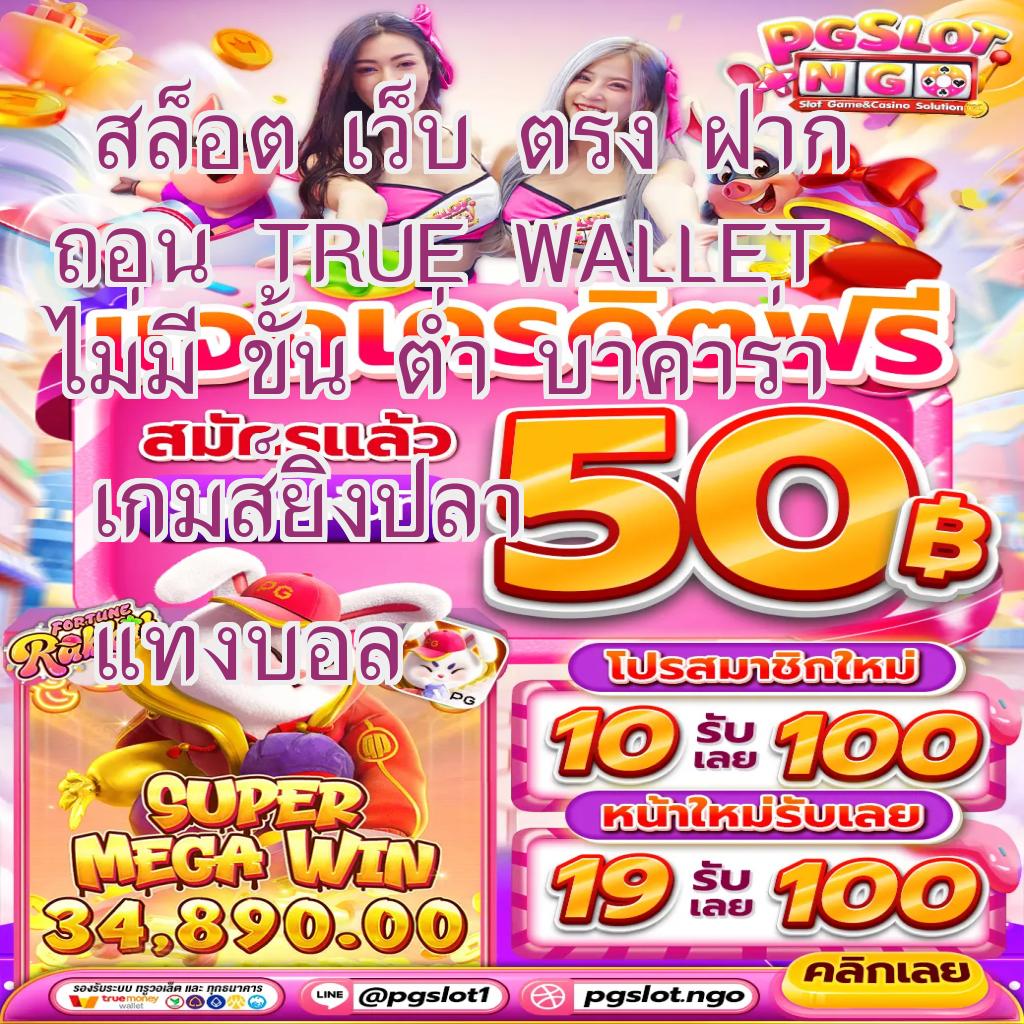 PGSLOT
NGO
Slot Game&Casino Solution
สล็อต เว็บ ตรง ฝาก
ถอน TRUE WALLET
ไม่มี ขั้น ต่ำ บาคาร่า
เกมส์ยิงปลา
แทงบอล
สมัครแล้ว
50฿
FORTUNE
PG
PG
SUPER
MEGA WIN
34,890.00
โปรสมาชิกใหม่
10 รับเลย 100
หน้าใหม่รับเลย
19 รับเลย 100
คลิกเลย
รองรับระบบ ทรูวอเล็ต และ ทุกธนาคาร
truemoney
wallet
LINE @pgslot1
pgslot.ngo